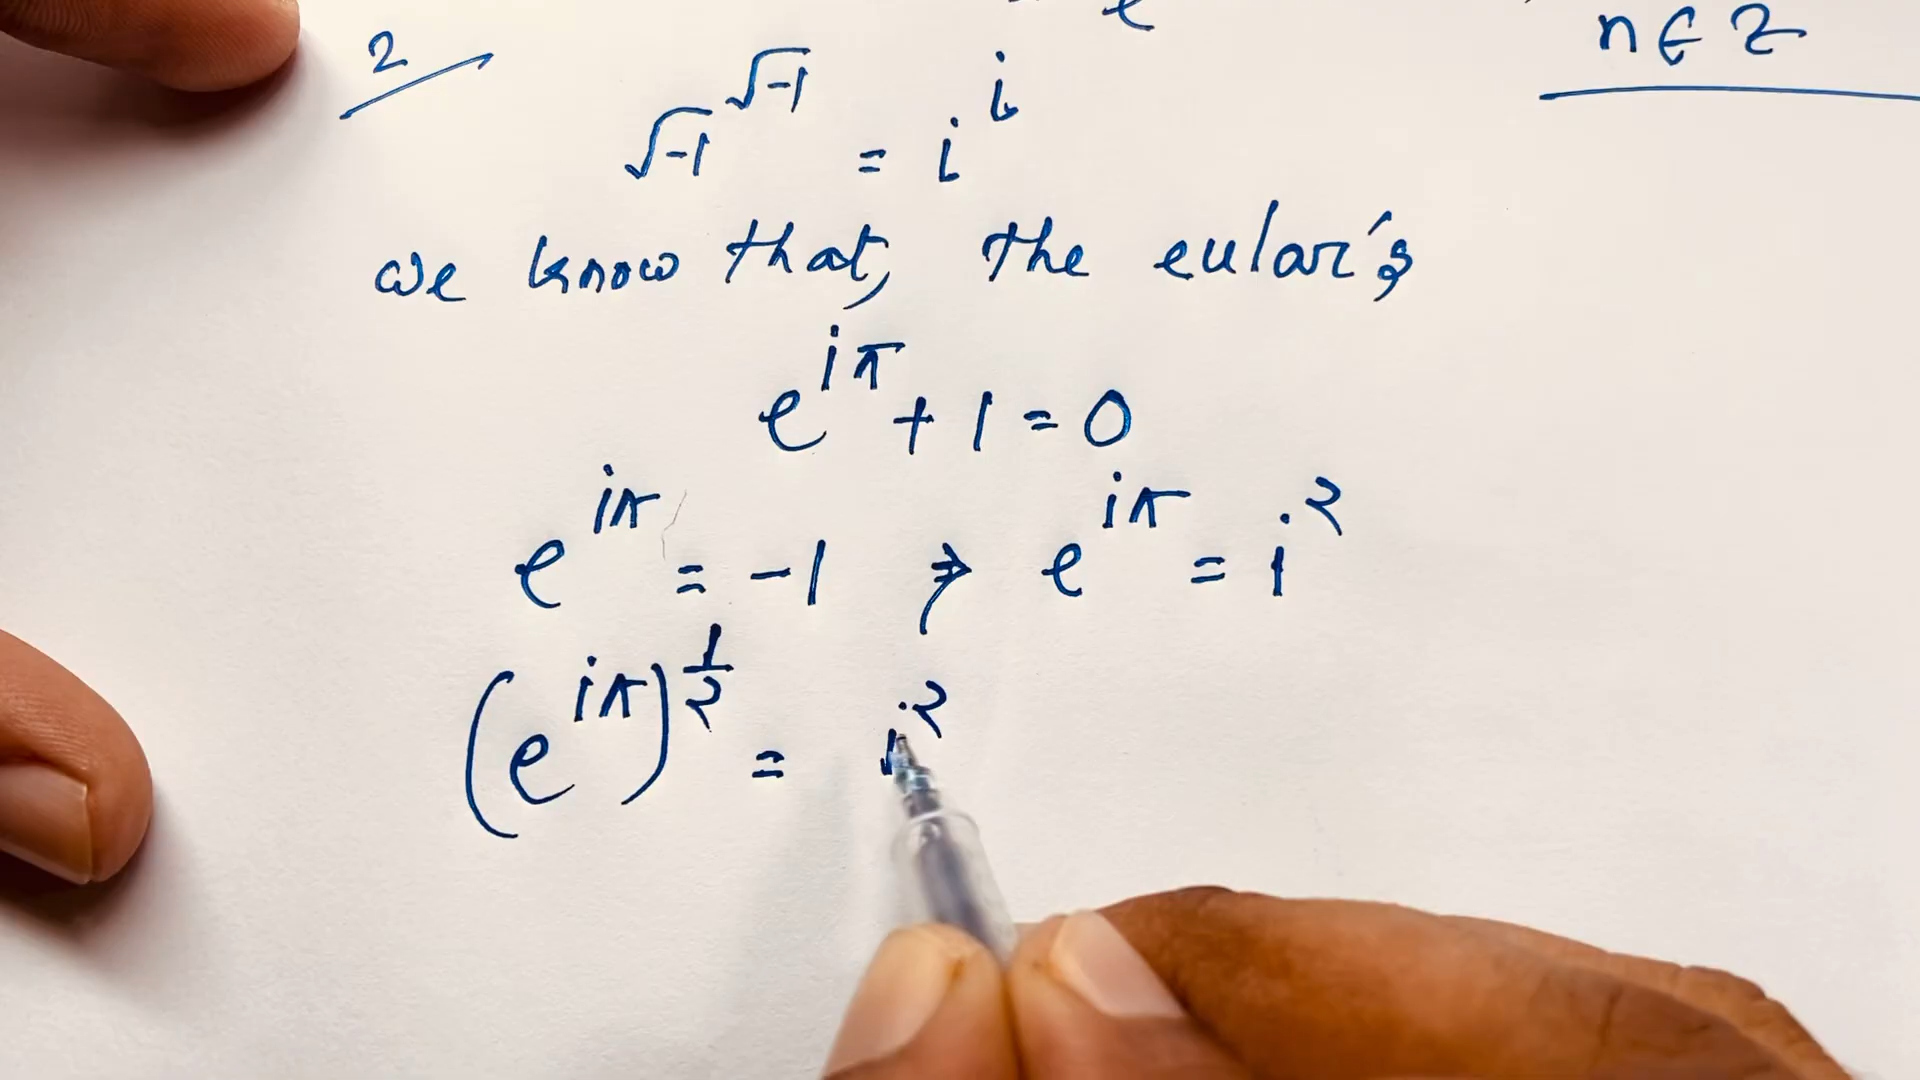 e
n ∈ Z
2
√-1^√-1 = i^i
we know that, the eular's
e^iπ + 1 = 0
e^iπ = -1 ⇒ e^iπ = i^2
(e^iπ)^1/2 = i^2